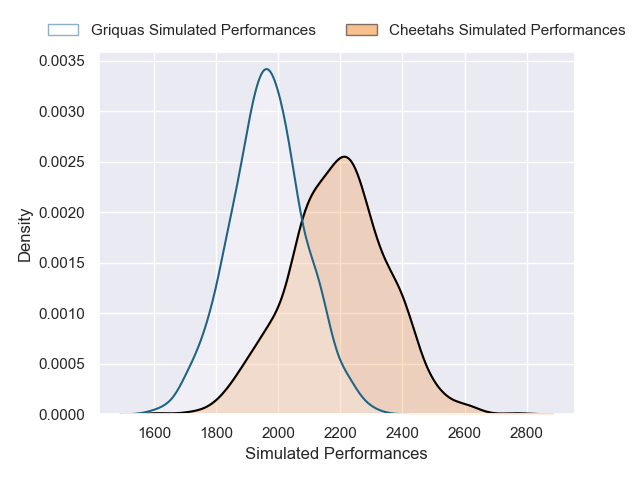 Griquas Simulated Performances Cheetahs Simulated Performances
0.0035
0.0030
0.0025
0.0020
0.0015
0.0010
0.0005
0.0000
Density
1600 1800 2000 2200 2400 2600 2800
Simulated Performances